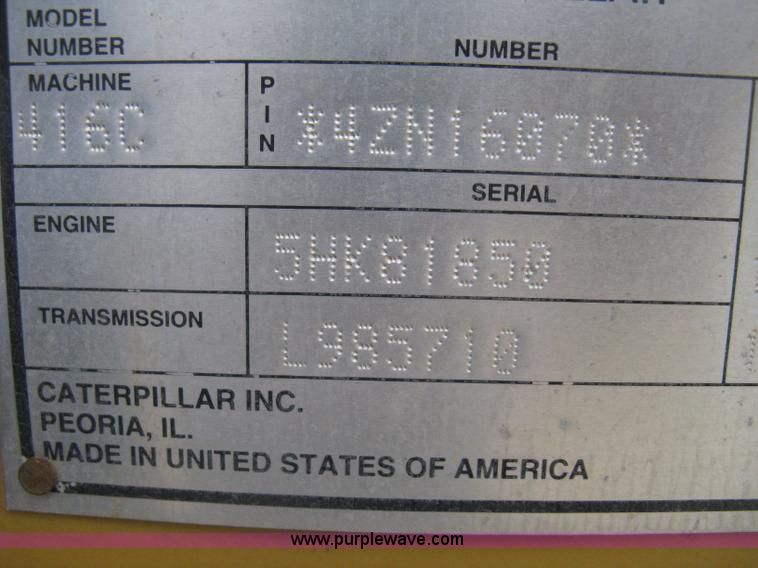 MODEL
NUMBER NUMBER
MACHINE PIN
416C *4ZN16070*
SERIAL
ENGINE 5HK81850
TRANSMISSION L985710
CATERPILLAR INC.
PEORIA, IL.
MADE IN UNITED STATES OF AMERICA
www.purplewave.com